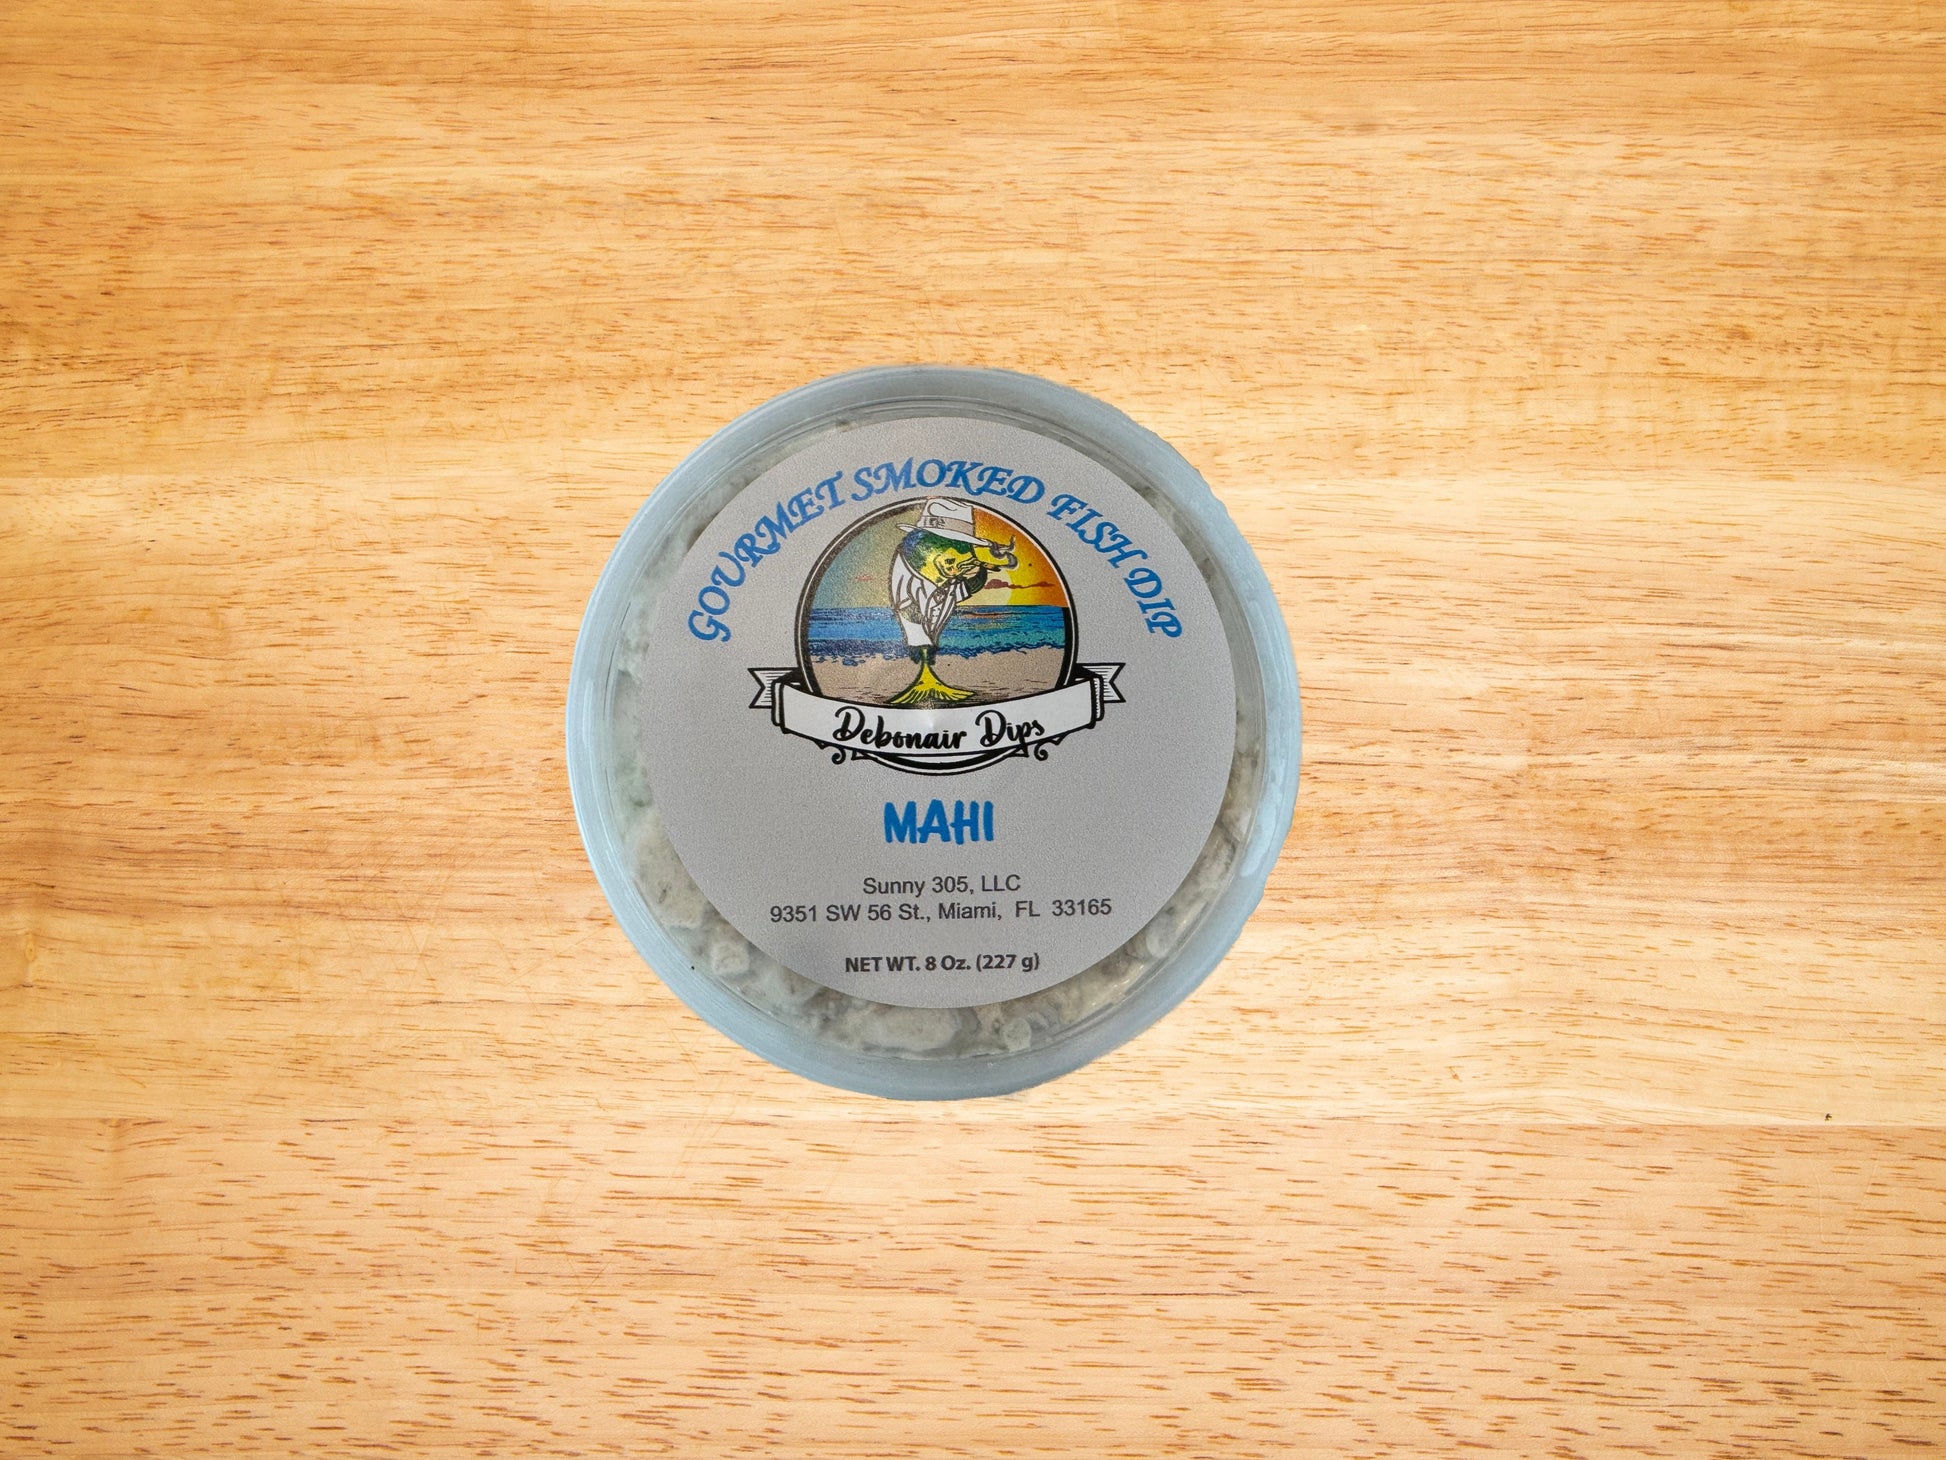 GOURMET SMOKED FISH DIP
Debonair Dips
MAHI
Sunny 305, LLC
9351 SW 56 St., Miami, FL 33165
NET WT. 8 Oz. (227 g)